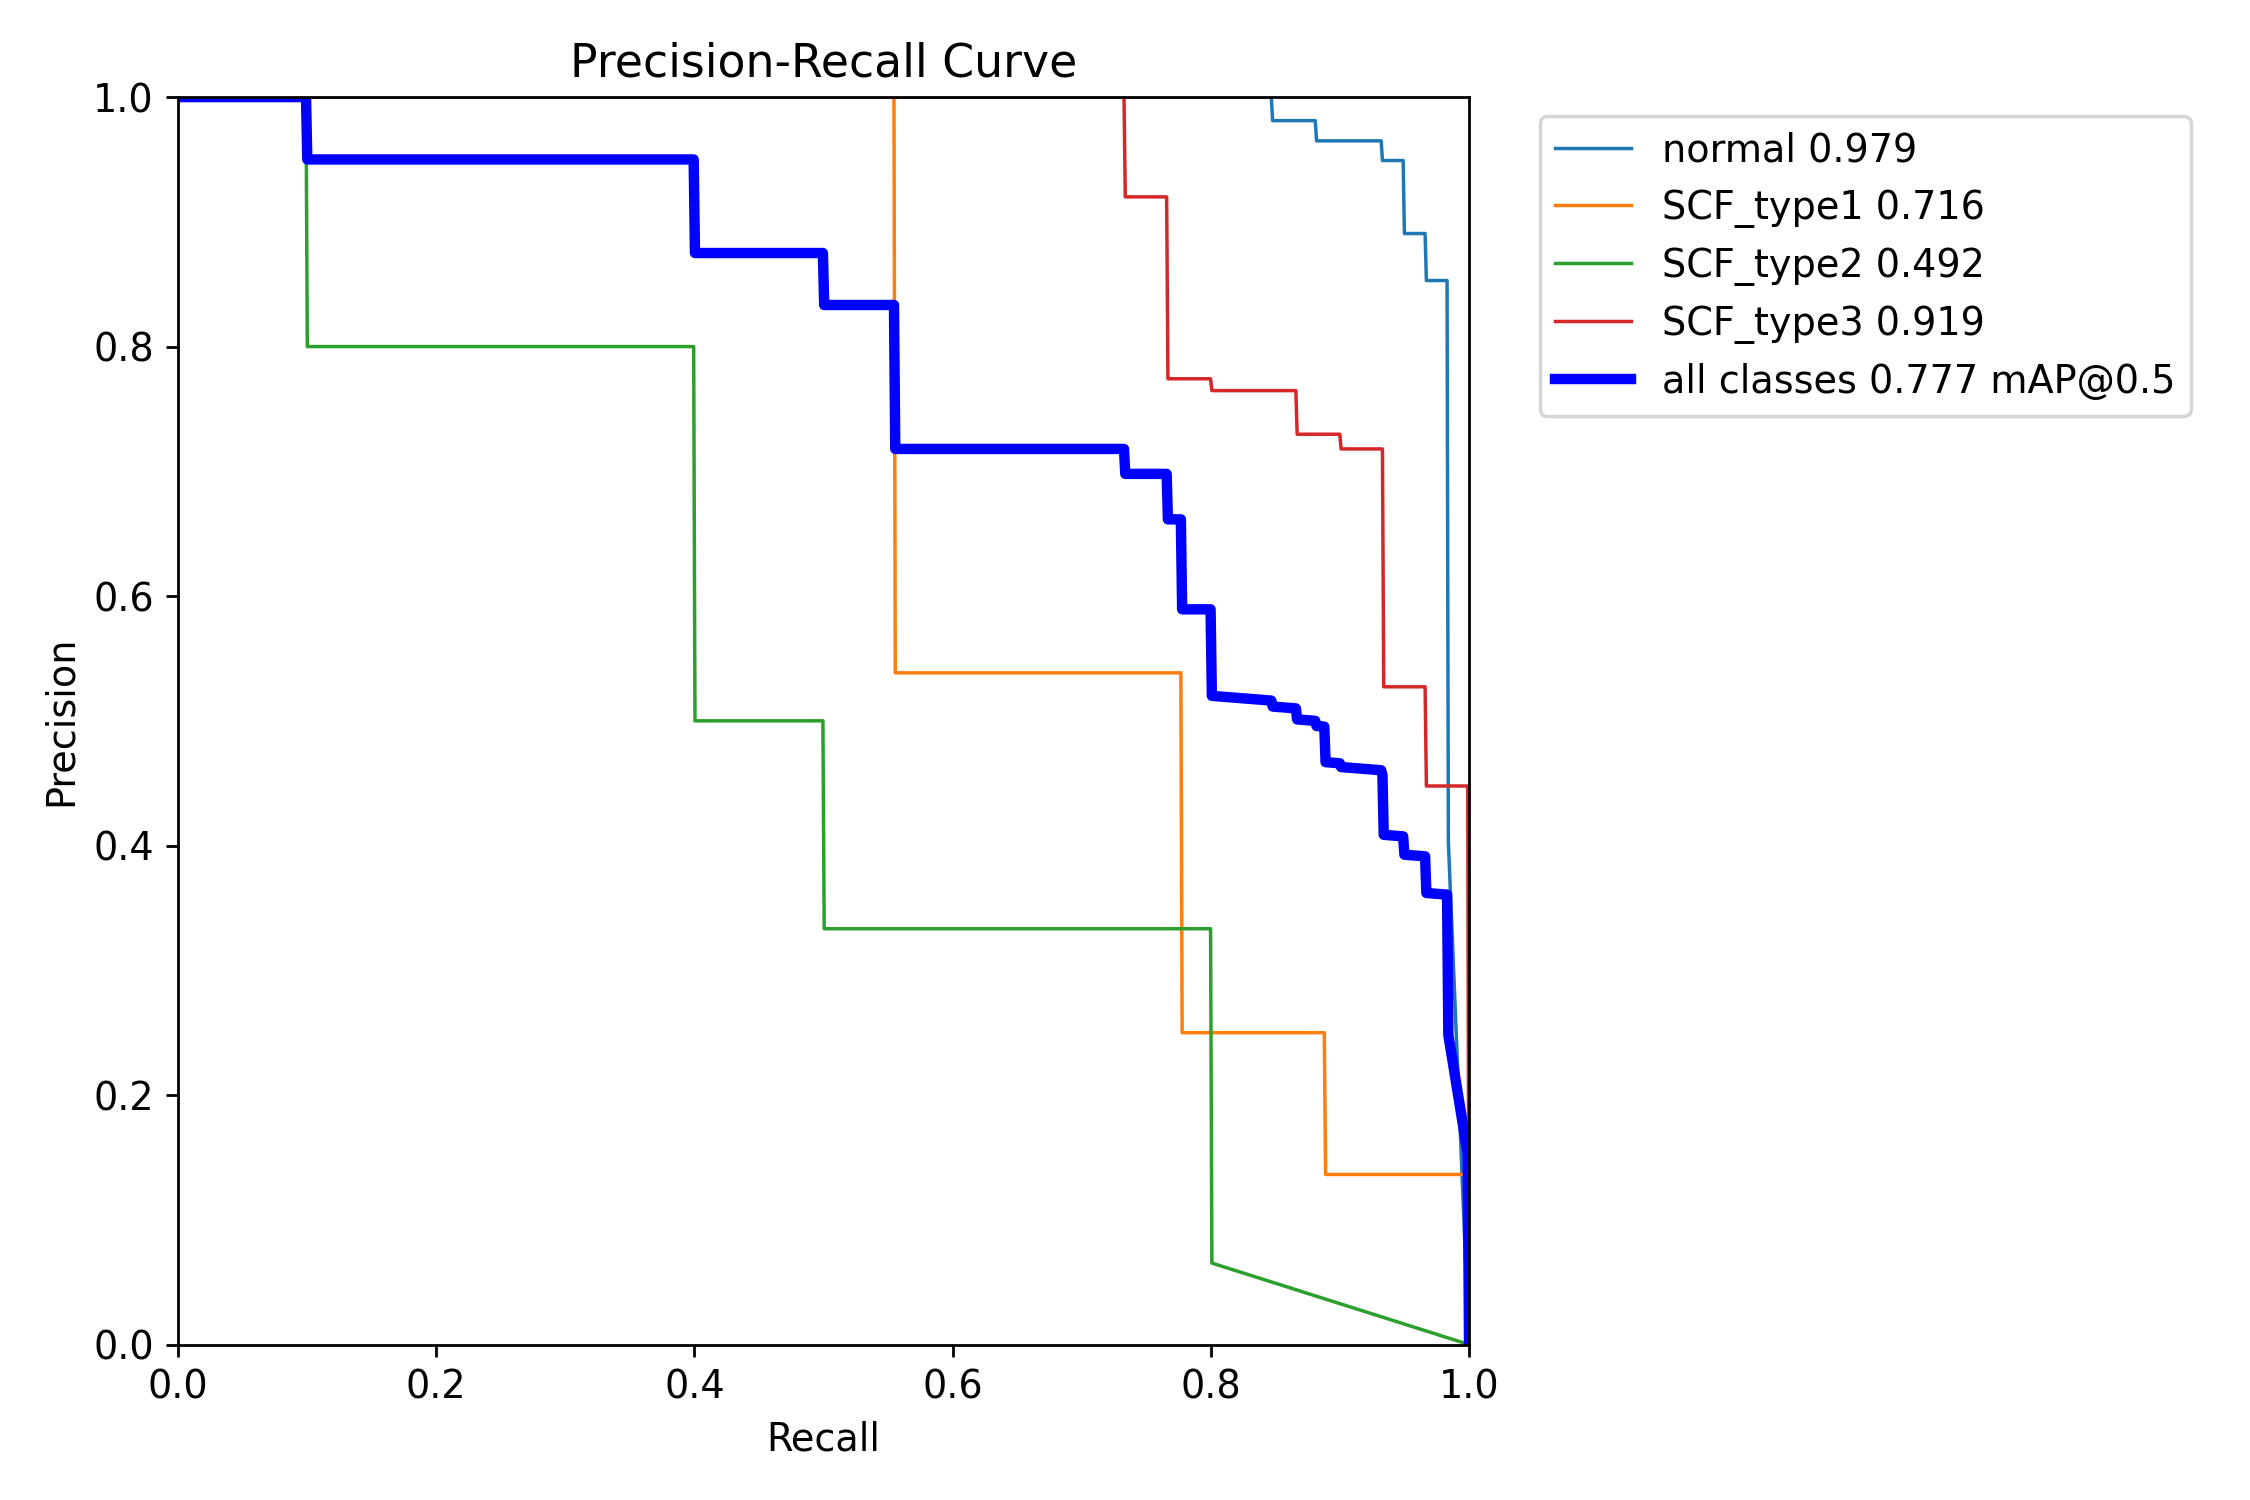 Precision-Recall Curve
1.0
0.8
0.6
0.4
0.2
0.0
Precision
0.0 0.2 0.4 0.6 0.8 1.0
Recall
normal 0.979
SCF_type1 0.716
SCF_type2 0.492
SCF_type3 0.919
all classes 0.777 mAP@0.5